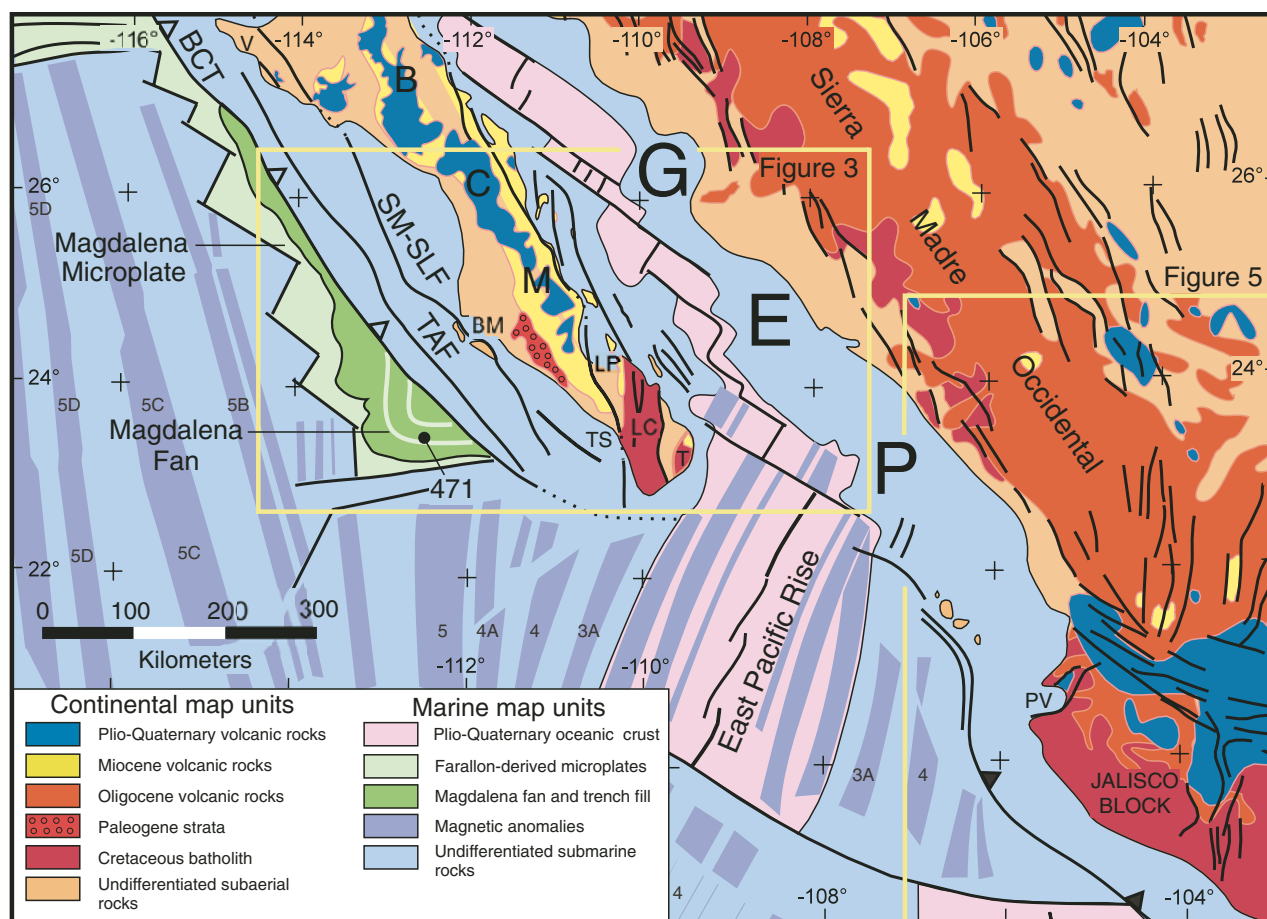 -116°
-114°
-112°
-110°
-108°
-106°
-104°
V
BCT
B
Sierra
G
Figure 3
26°
26°
5D
C
SM-SLF
Magdalena
Microplate
Madre
M
Figure 5
E
BM
TAF
LP
24°
24°
Occidental
5D
5C
5B
Magdalena
Fan
TS
LC
T
P
471
5D
5C
22°
East Pacific Rise
0
100
200
300
Kilometers
5
4A
4
3A
-112°
-110°
PV
3A
4
JALISCO
BLOCK
4
-108°
-104°
Continental map units
Plio-Quaternary volcanic rocks
Miocene volcanic rocks
Oligocene volcanic rocks
Paleogene strata
Cretaceous batholith
Undifferentiated subaerial
rocks
Marine map units
Plio-Quaternary oceanic crust
Farallon-derived microplates
Magdalena fan and trench fill
Magnetic anomalies
Undifferentiated submarine
rocks